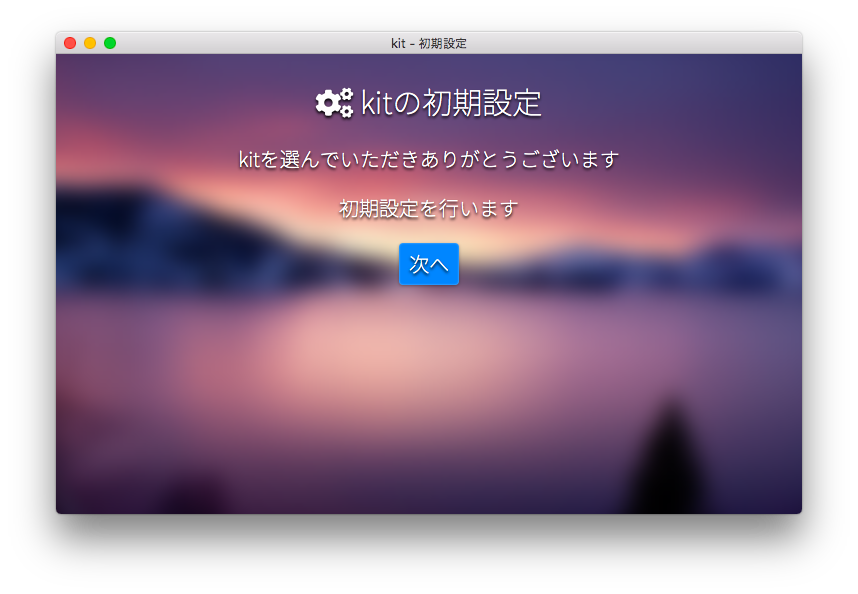 kit - 初期設定
kitの初期設定
kitを選んでいただきありがとうございます
初期設定を行います
次へ